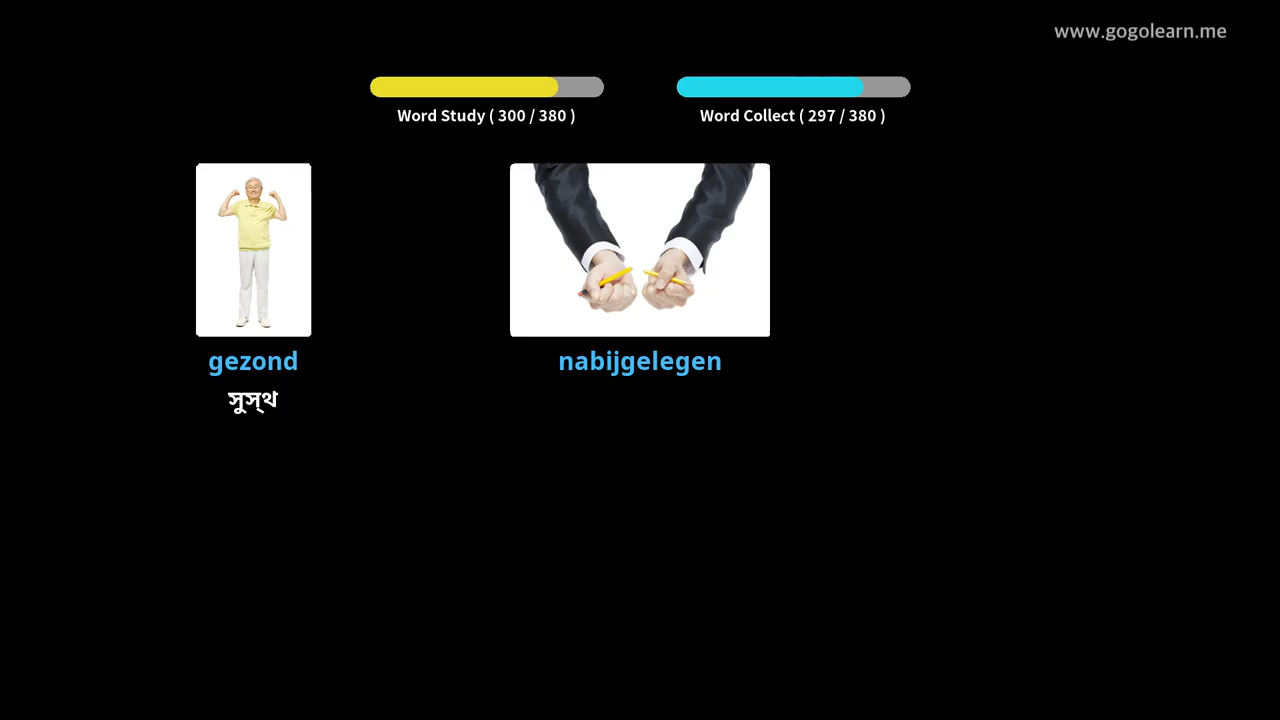 www.gogolearn.me
Word Study ( 300 / 380 )
Word Collect ( 297 / 380 )
gezond
nabijgelegen
সুস্থ